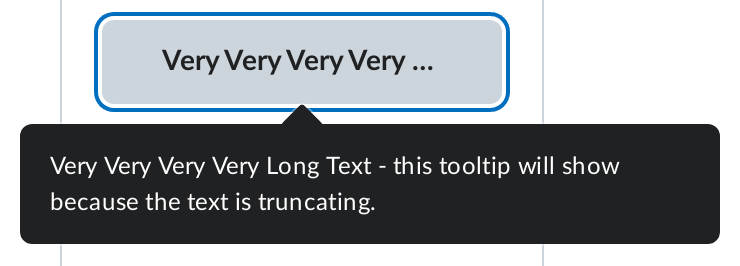 Very Very Very Very ...
Very Very Very Very Long Text - this tooltip will show
because the text is truncating.